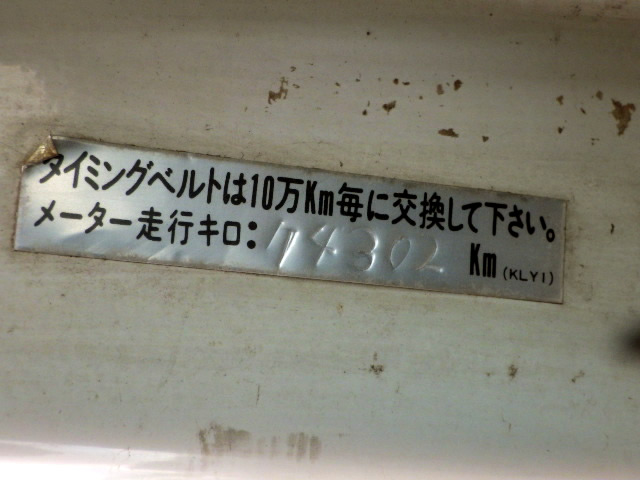 タイミングベルトは10万Km毎に交換して下さい。
メーター走行キロ：74302 Km (KLY1)